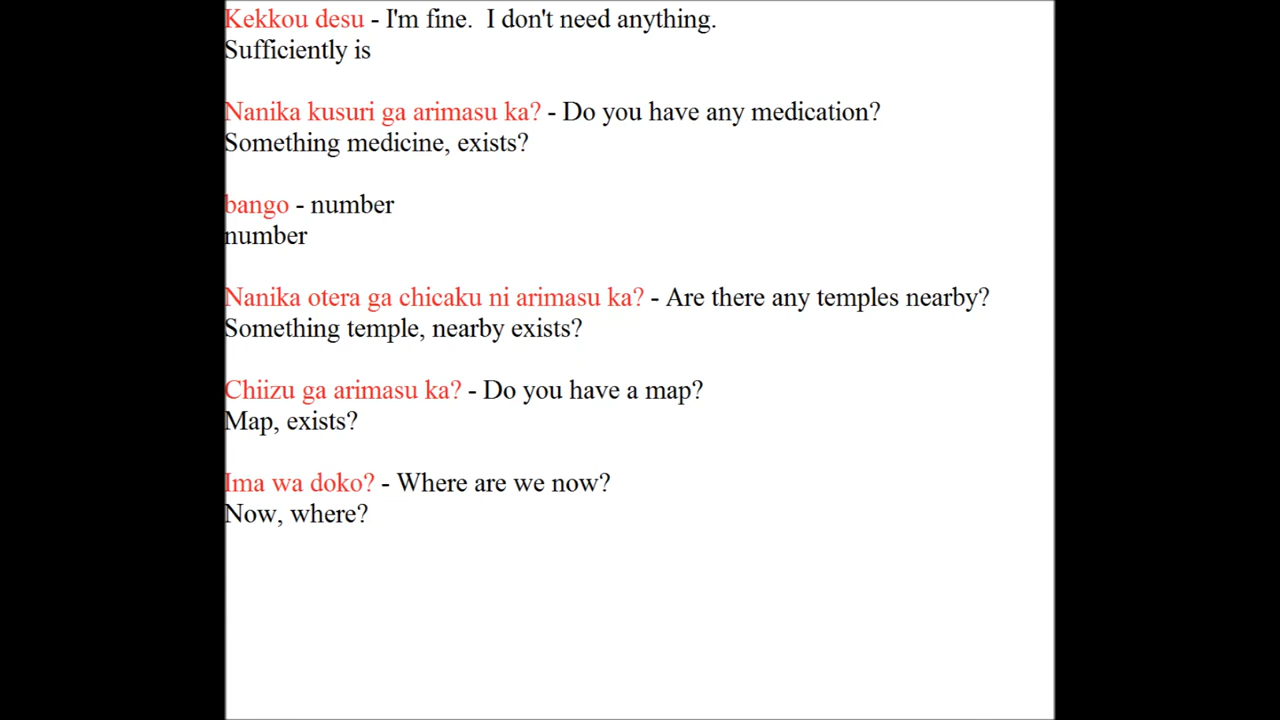 Kekkou desu - I'm fine.  I don't need anything.
Sufficiently is
Nanika kusuri ga arimasu ka? - Do you have any medication?
Something medicine, exists?
bango - number
number
Nanika otera ga chicaku ni arimasu ka? - Are there any temples nearby?
Something temple, nearby exists?
Chiizu ga arimasu ka? - Do you have a map?
Map, exists?
Ima wa doko? - Where are we now?
Now, where?